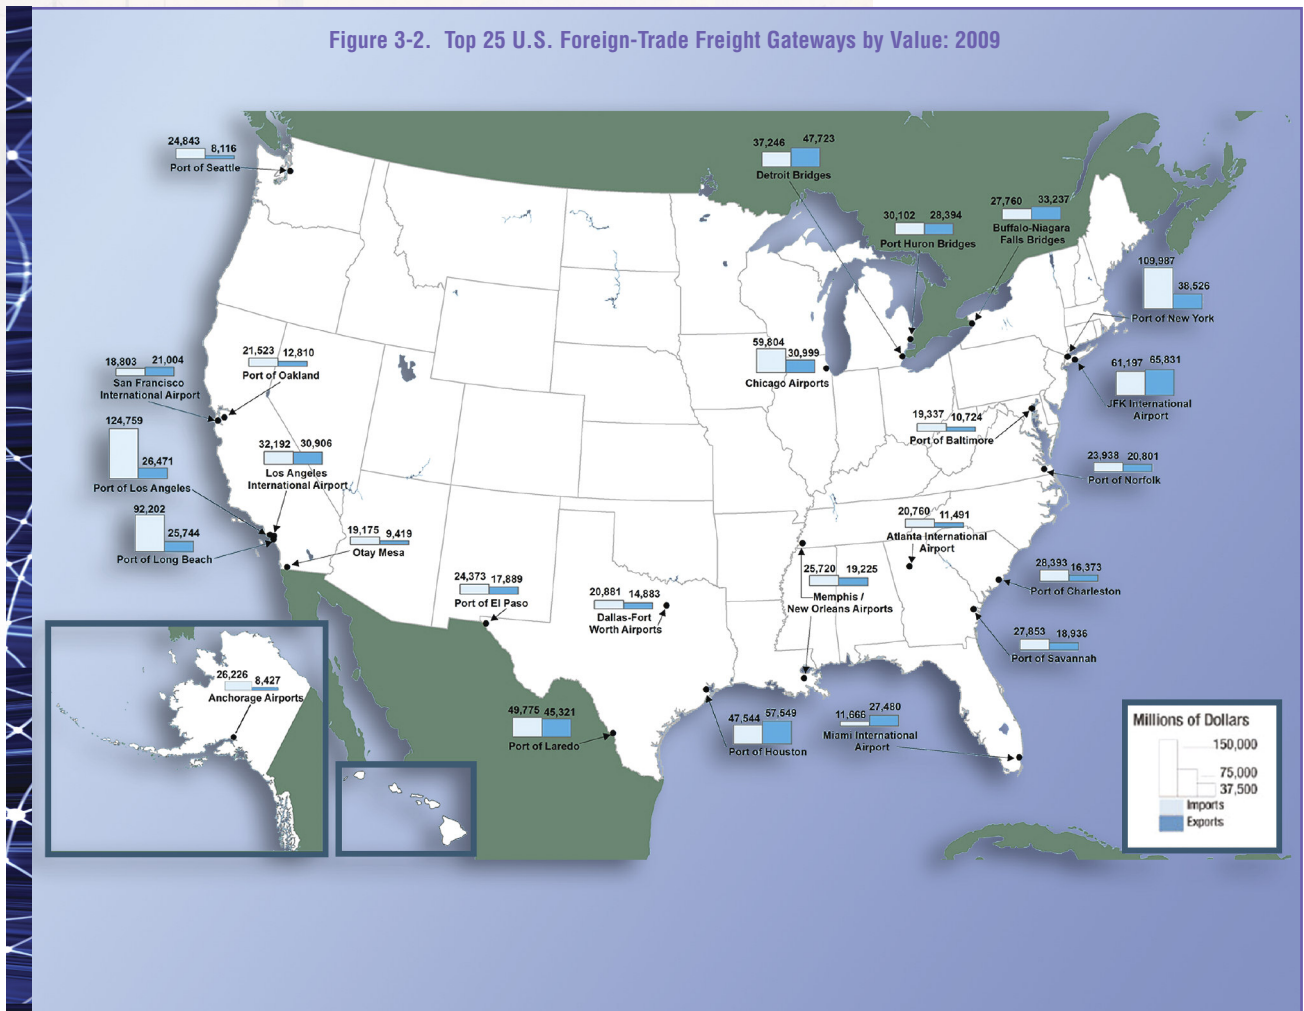 Figure 3-2. Top 25 U.S. Foreign-Trade Freight Gateways by Value: 2009
24,843 8,116
Port of Seattle
37,246 47,723
Detroit Bridges
30,102 28,394
Port Huron Bridges
27,760 33,237
Buffalo-Niagara
Falls Bridges
109,987
38,526
Port of New York
18,803 21,004
San Francisco
International Airport
21,523 12,810
Port of Oakland
59,804
30,999
Chicago Airports
61,197 65,831
JFK International
Airport
124,759
26,471
Port of Los Angeles
32,192 30,906
Los Angeles
International Airport
19,337 10,724
Port of Baltimore
23,938 20,801
Port of Norfolk
92,202
25,744
Port of Long Beach
19,175 9,419
Otay Mesa
20,760 11,491
Atlanta International
Airport
24,373 17,889
Port of El Paso
20,881 14,883
Dallas-Fort
Worth Airports
25,720 19,225
Memphis /
New Orleans Airports
28,393 16,373
Port of Charleston
27,853 18,936
Port of Savannah
26,226 8,427
Anchorage Airports
49,775 45,321
Port of Laredo
47,544 57,549
Port of Houston
11,666 27,480
Miami International
Airport
Millions of Dollars
150,000
75,000
37,500
Imports
Exports